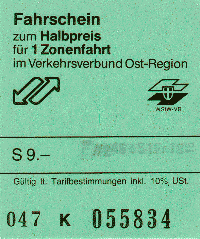 Fahrschein
zum Halbpreis
für 1 Zonenfahrt
im Verkehrsverbund Ost-Region
S 9.–
Gültig lt. Tarifbestimmungen inkl. 10% USt.
047 K 055834